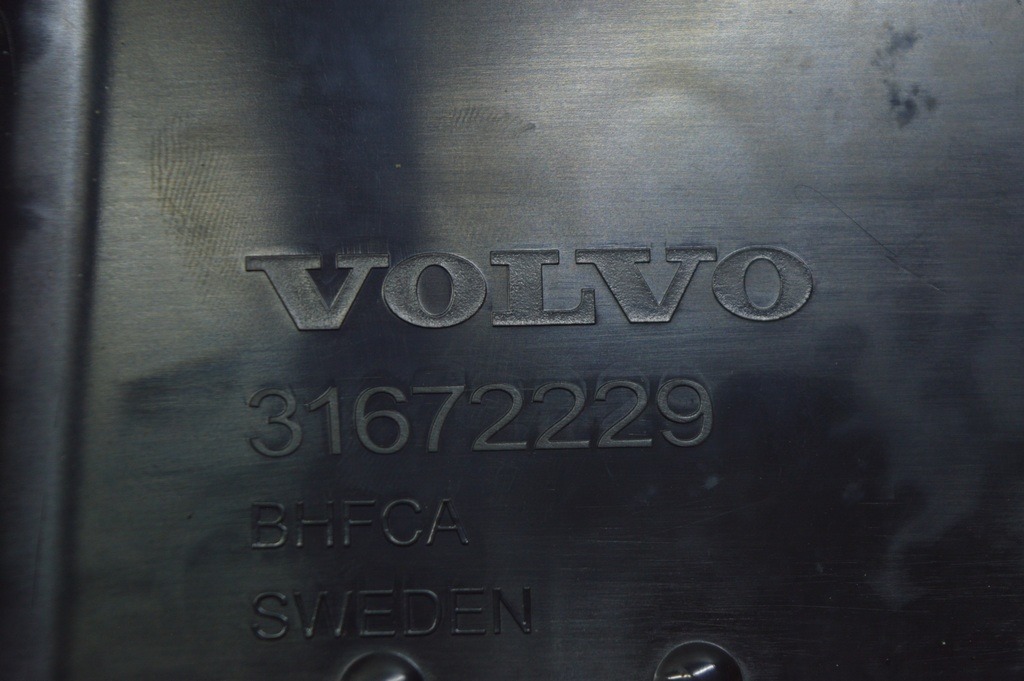 VOLVO
31672229
BHFCA
SWEDEN